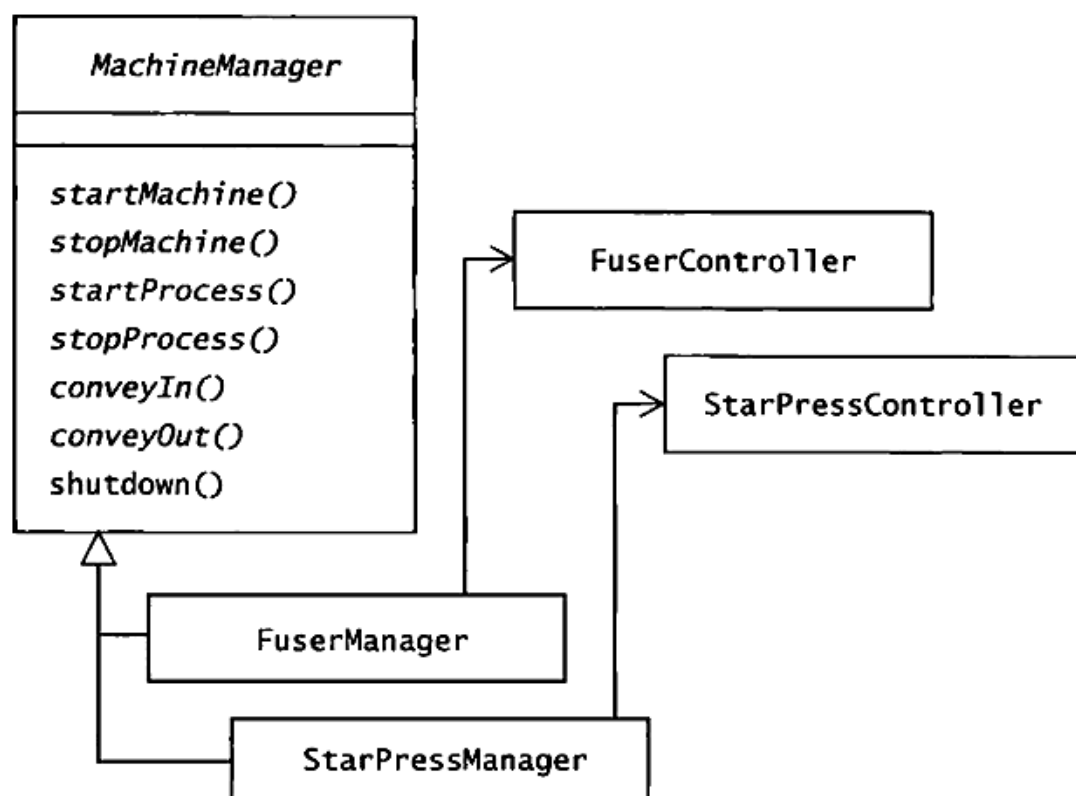 MachineManager
startMachine()
stopMachine()
startProcess()
stopProcess()
conveyIn()
conveyOut()
shutdown()
FuserController
StarPressController
FuserManager
StarPressManager